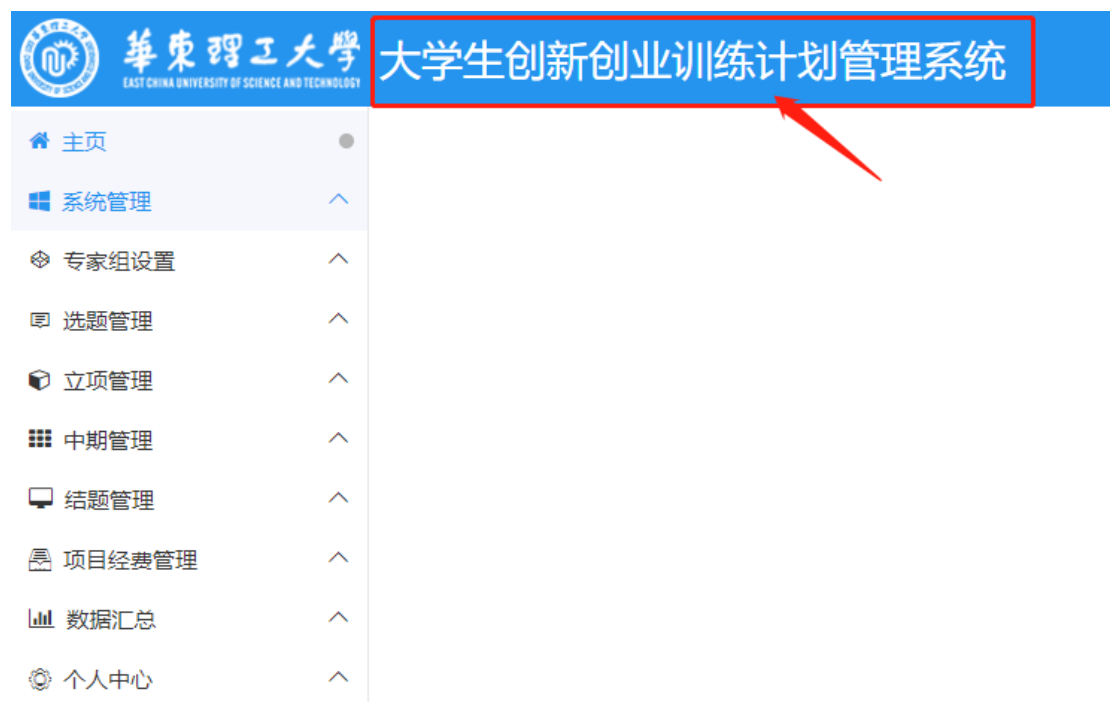 華東理工大學
EAST CHINA UNIVERSITY OF SCIENCE AND TECHNOLOGY
大学生创新创业训练计划管理系统
主页
系统管理
专家组设置
选题管理
立项管理
中期管理
结题管理
项目经费管理
数据汇总
个人中心